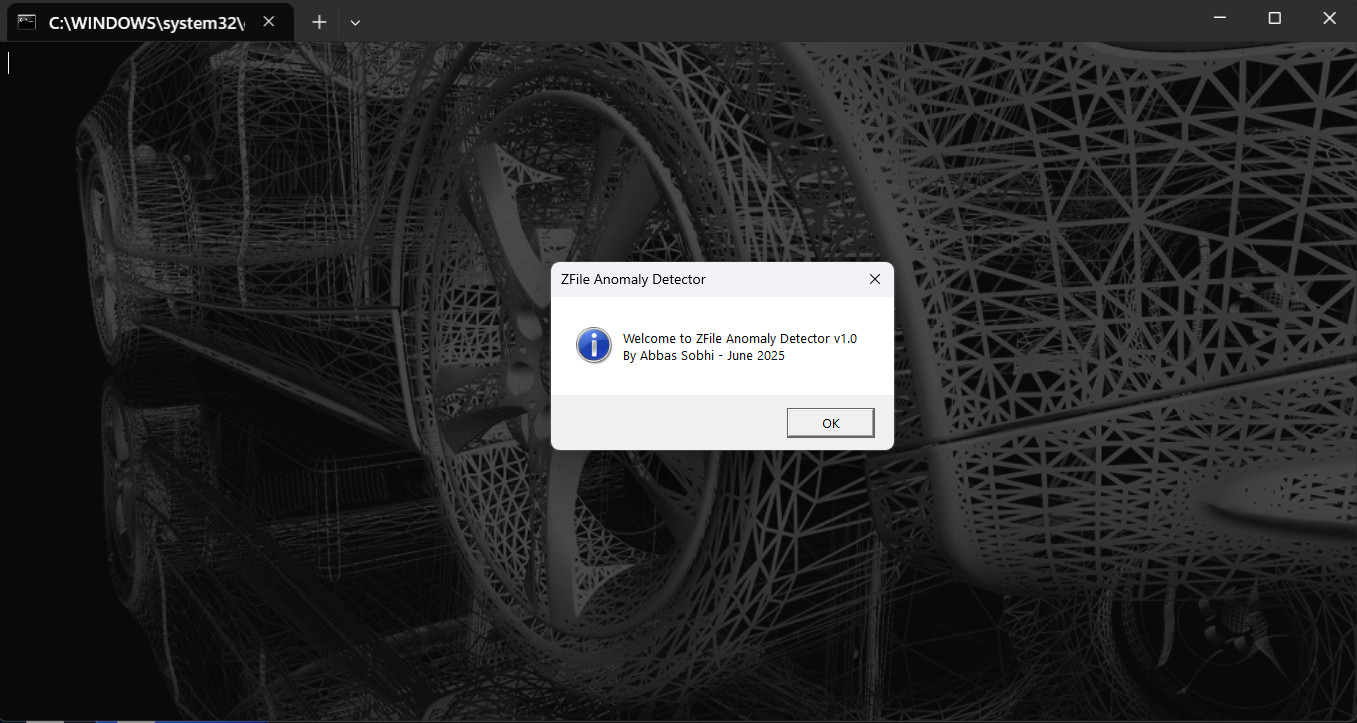 C:\WINDOWS\system32\
ZFile Anomaly Detector
Welcome to ZFile Anomaly Detector v1.0
By Abbas Sobhi - June 2025
OK